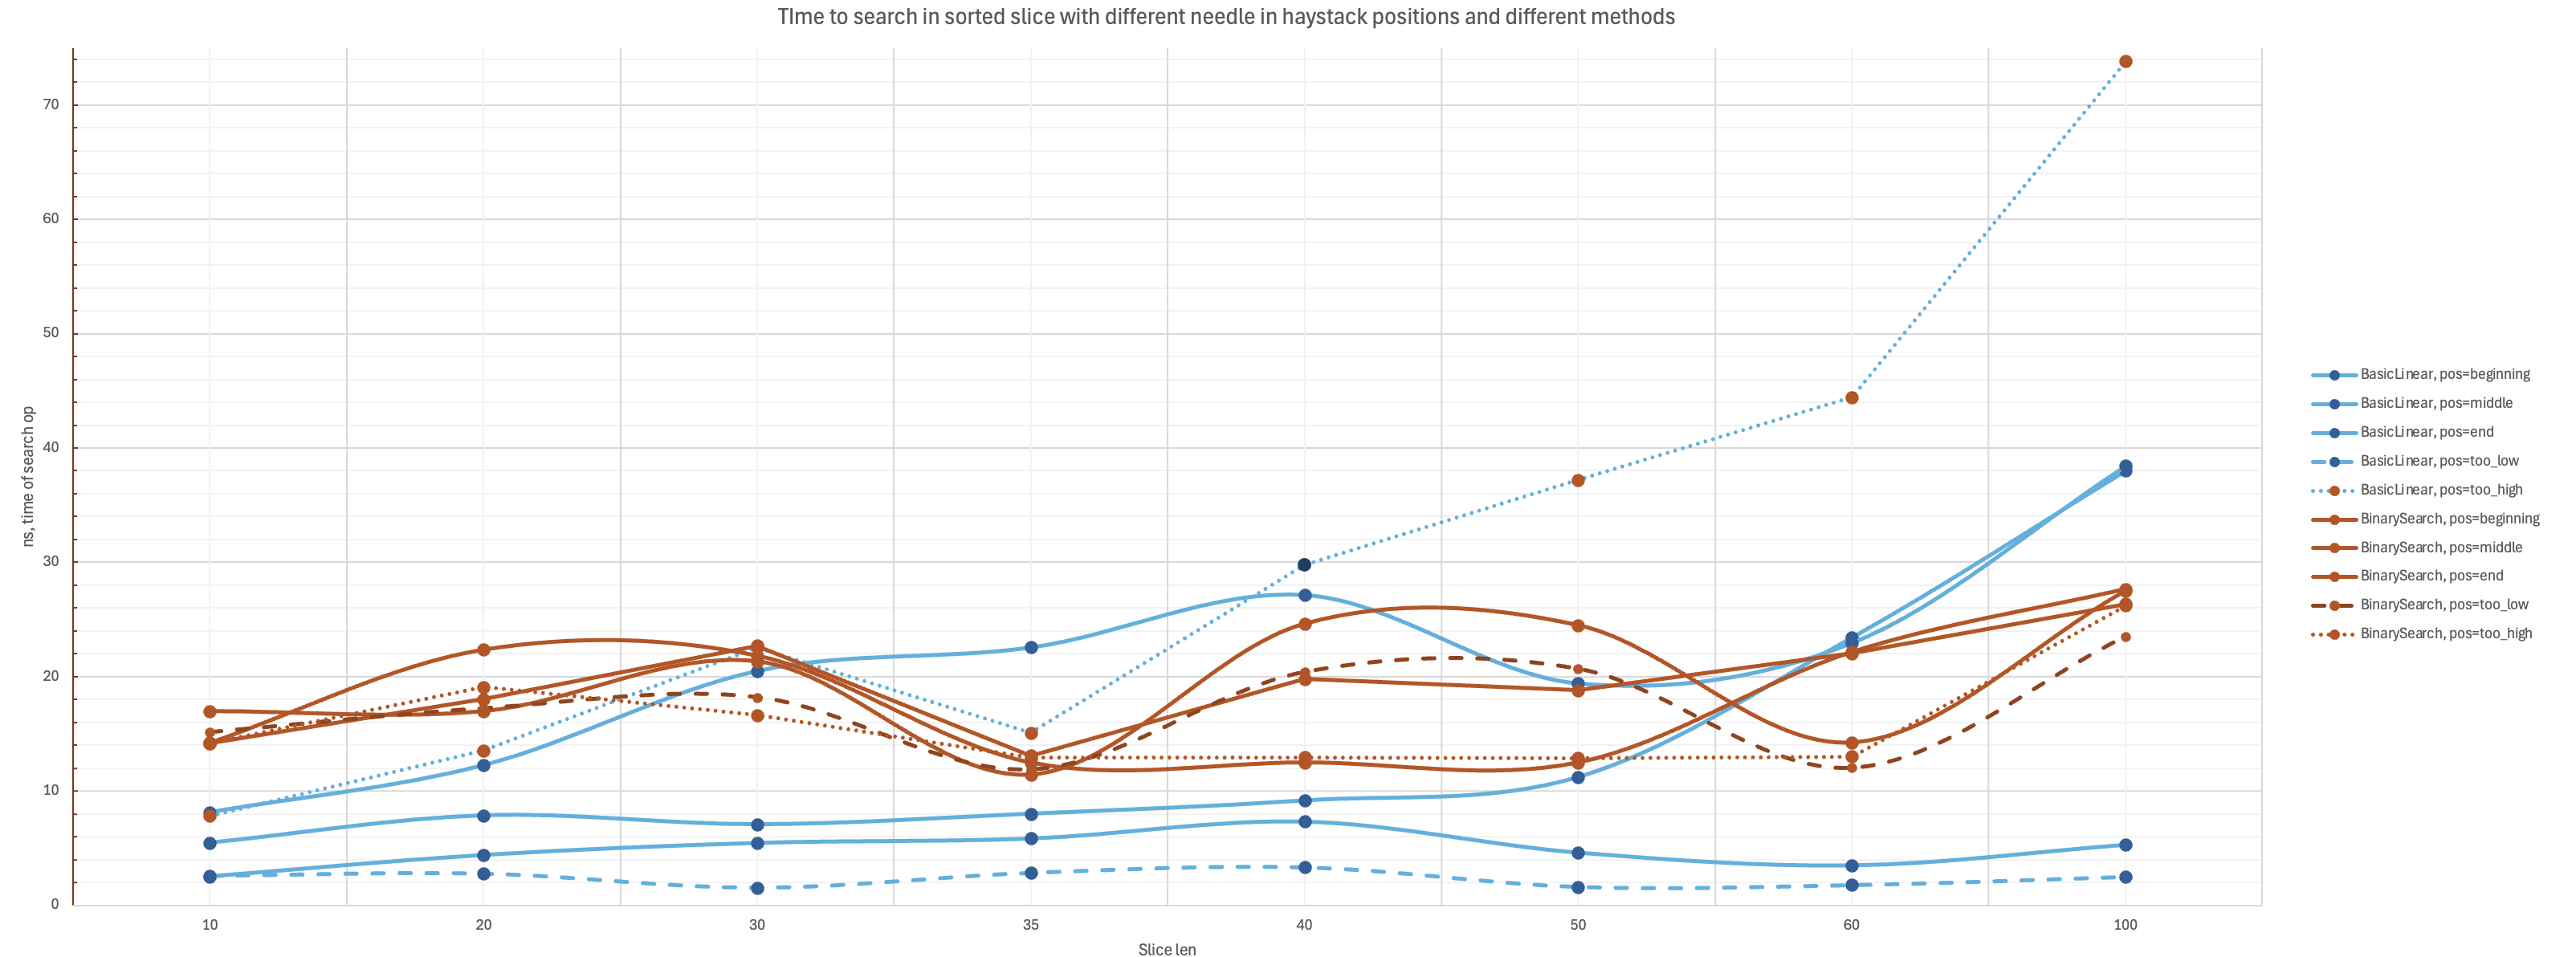 TIme to search in sorted slice with different needle in haystack positions and different methods
ns, time of search op
70
60
50
40
30
20
10
0
10 20 30 35 40 50 60 100
Slice len
BasicLinear, pos=beginning
BasicLinear, pos=middle
BasicLinear, pos=end
BasicLinear, pos=too_low
BasicLinear, pos=too_high
BinarySearch, pos=beginning
BinarySearch, pos=middle
BinarySearch, pos=end
BinarySearch, pos=too_low
BinarySearch, pos=too_high